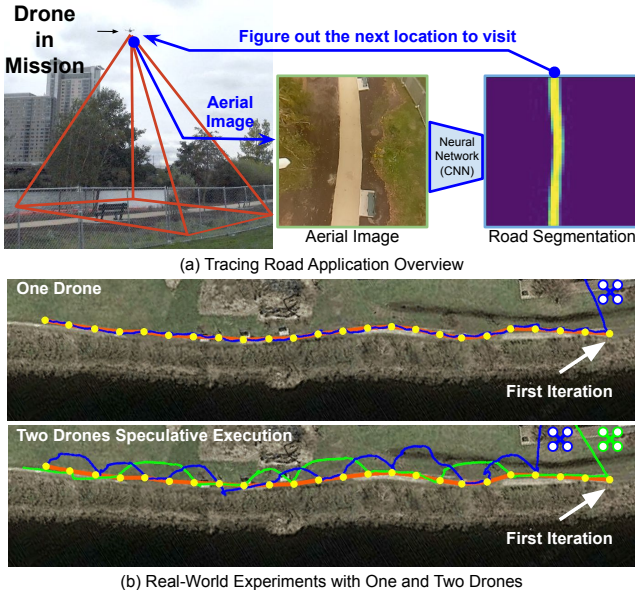 Drone
in
Mission
Figure out the next location to visit
Aerial
Image
Neural
Network
(CNN)
Aerial Image
Road Segmentation
(a) Tracing Road Application Overview
One Drone
First Iteration
Two Drones Speculative Execution
First Iteration
(b) Real-World Experiments with One and Two Drones